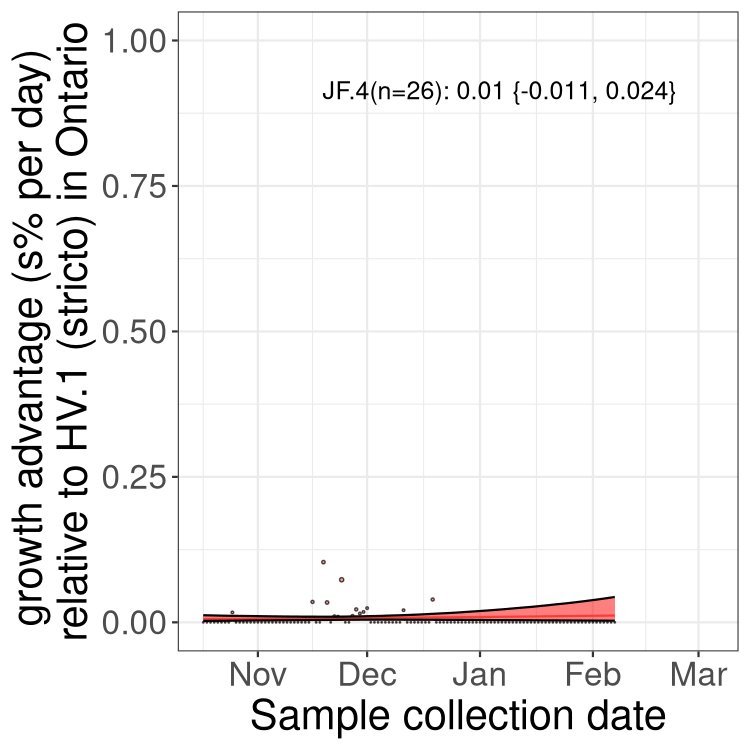 growth advantage (s% per day)
relative to HV.1 (stricto) in Ontario
1.00
0.75
0.50
0.25
0.00
JF.4(n=26): 0.01 {-0.011, 0.024}
Nov
Dec
Jan
Feb
Mar
Sample collection date